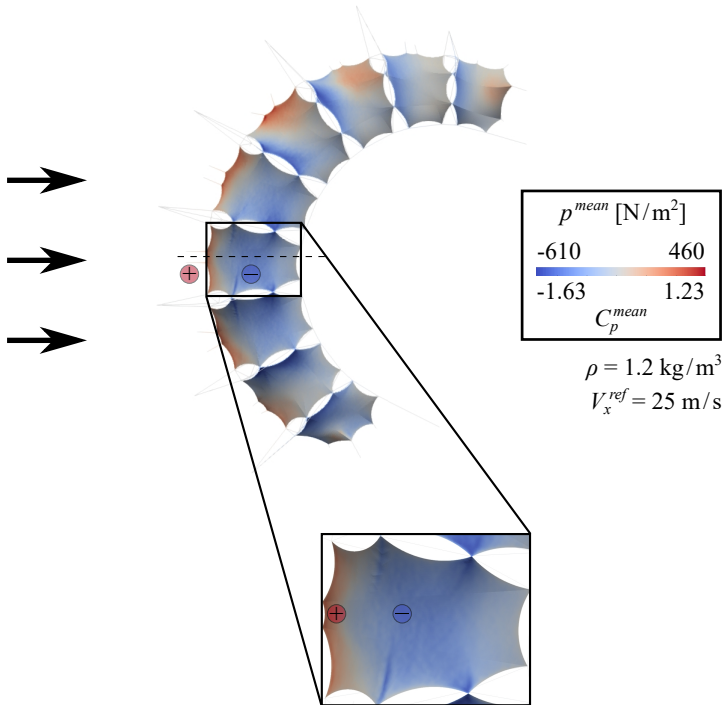 p^mean [N/m²]
-610 460
-1.63 1.23
C_p^mean
ρ = 1.2 kg/m³
V_x^ref = 25 m/s
+ −
+ −